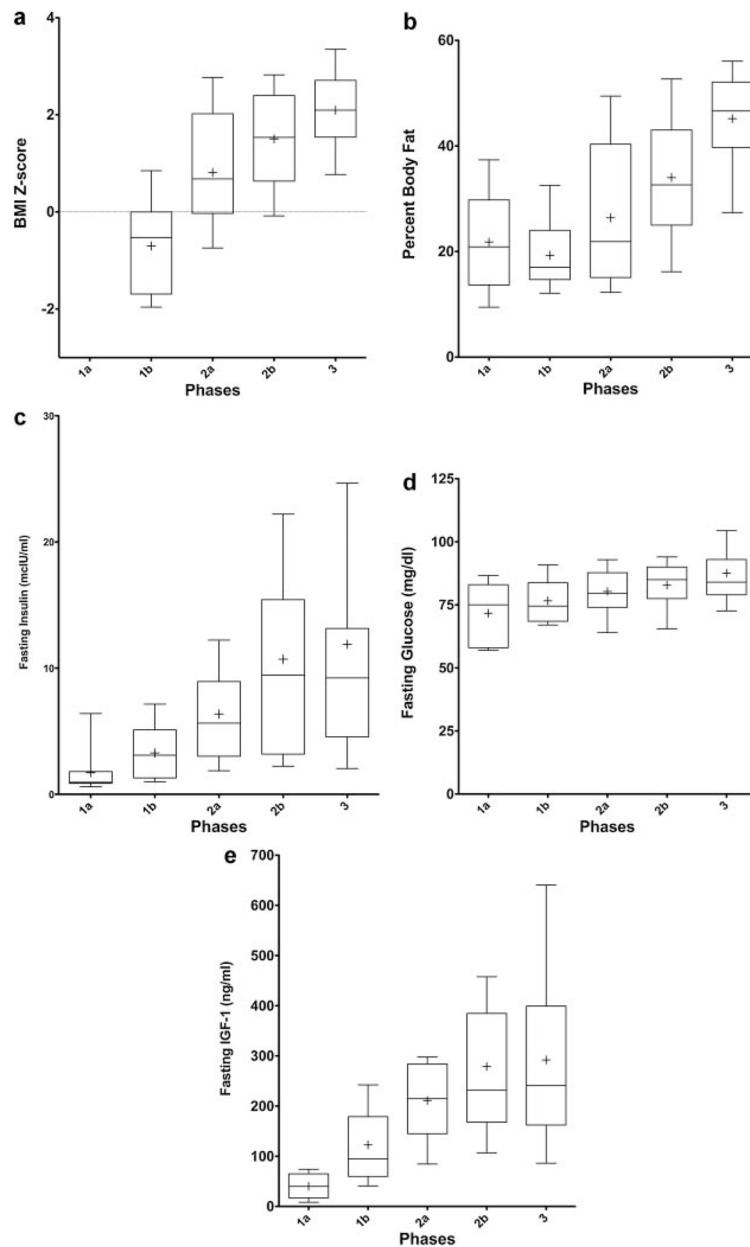 a
4
2
0
-2
BMI Z-score
1a 1b 2a 2b 3
Phases
b
60
40
20
0
Percent Body Fat
1a 1b 2a 2b 3
Phases
c
30
20
10
0
Fasting Insulin (mcIU/ml)
1a 1b 2a 2b 3
Phases
d
125
100
75
50
25
0
Fasting Glucose (mg/dl)
1a 1b 2a 2b 3
Phases
e
700
600
500
400
300
200
100
0
Fasting IGF-1 (ng/ml)
1a 1b 2a 2b 3
Phases